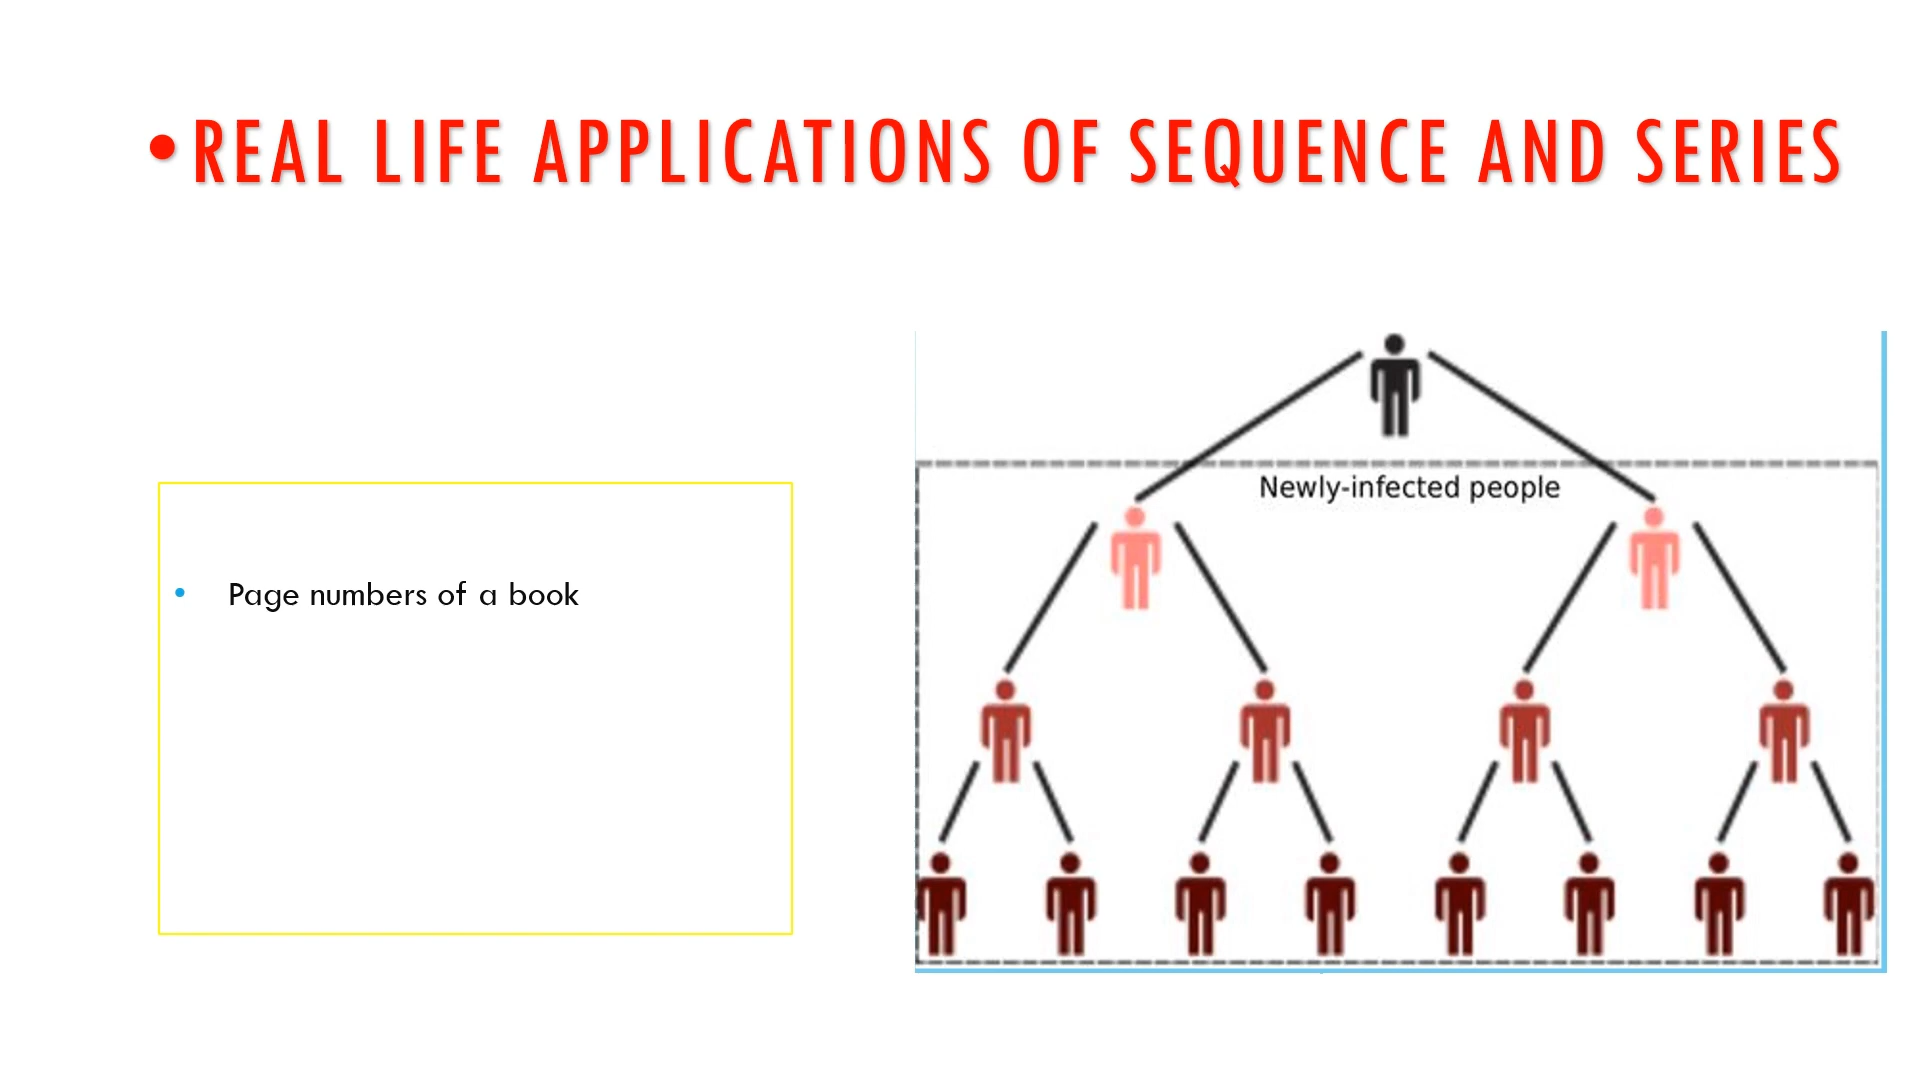 •REAL LIFE APPLICATIONS OF SEQUENCE AND SERIES
• Page numbers of a book
Newly-infected people